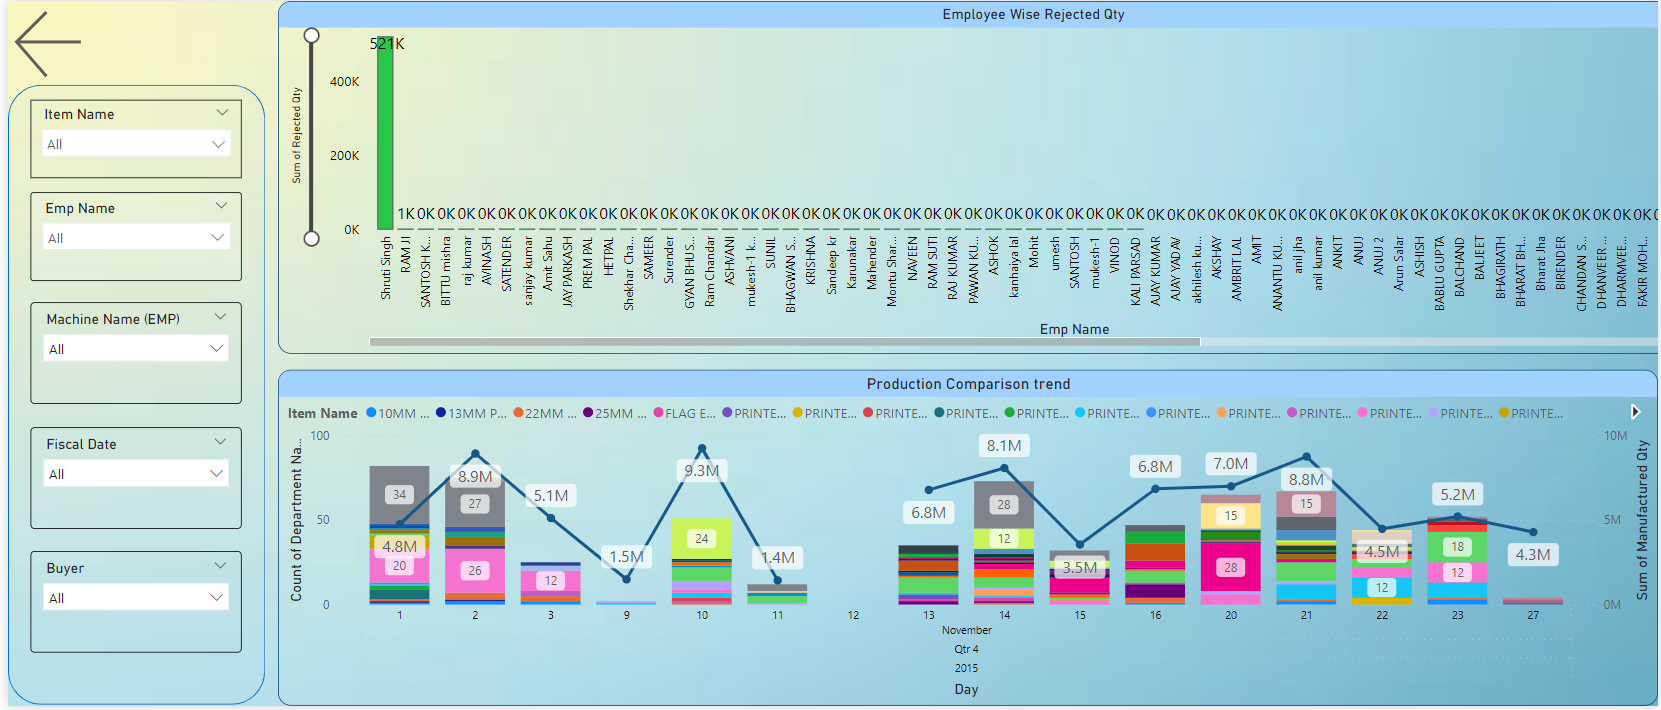 Employee Wise Rejected Qty
Sum of Rejected Qty
400K
200K
0K
521K
1K 0K 0K 0K 0K 0K 0K 0K 0K 0K 0K 0K 0K 0K 0K 0K 0K 0K 0K 0K 0K 0K 0K 0K 0K 0K 0K 0K 0K 0K 0K 0K 0K 0K 0K 0K 0K 0K 0K 0K 0K 0K 0K 0K 0K 0K 0K 0K 0K 0K 0K 0K 0K 0K 0K 0K 0K 0K 0K 0K 0K 0K
Shruti Singh
RAM JI
SANTOSH K...
BITTU mishra
raj kumar
AVINASH
SATENDER
sanjay kumar
Amit Sahu
JAY PARKASH
PREM PAL
HETPAL
Shekhar Cha...
SAMEER
Surender
GYAN BHU S...
Ram Chandar
ASHVANI
mukesh-1 k...
SUNIL
BHAGWAN S...
KRISHNA
Sandeep kr
Karunakar
Mahender
Montu Shar...
NAVEEN
RAM SUTI
RAJ KUMAR
PAWAN KU...
ASHOK
kanhaiya lal
Mohit
umesh
SANTOSH
mukesh-1
VINOD
KALI PARSAD
AJAY KUMAR
AJAY YADAV
akhilesh ku...
AKSHAY
AMBRIT LAL
AMIT
ANANTU KU...
anil jha
anil kumar
ANKIT
ANUJ
ANUJ 2
Arun Salar
ASHISH
BABLU GUPTA
BALCHAND
BALJEET
BHAGIRATH
BHARAT BH...
Bharat Jha
BIRENDER
CHANDAN S...
DHANVEER ...
DHARMVEE...
FAKIR MOH...
Emp Name
Item Name
All
Emp Name
All
Machine Name (EMP)
All
Fiscal Date
All
Buyer
All
Production Comparison trend
Item Name 10MM ... 13MM P... 22MM ... 25MM ... FLAG E... PRINTE... PRINTE... PRINTE... PRINTE... PRINTE... PRINTE... PRINTE... PRINTE... PRINTE... PRINTE... PRINTE... PRINTE...
Count of Department Na...
100
50
0
10M
5M
0M
Sum of Manufactured Qty
34
4.8M
20
8.9M
27
26
5.1M
12
1.5M
9.3M
24
1.4M
6.8M
8.1M
28
12
3.5M
6.8M
7.0M
15
28
8.8M
15
4.5M
12
5.2M
18
12
4.3M
1 2 3 9 10 11 12 13 14 15 16 20 21 22 23 27
November
Qtr 4
2015
Day